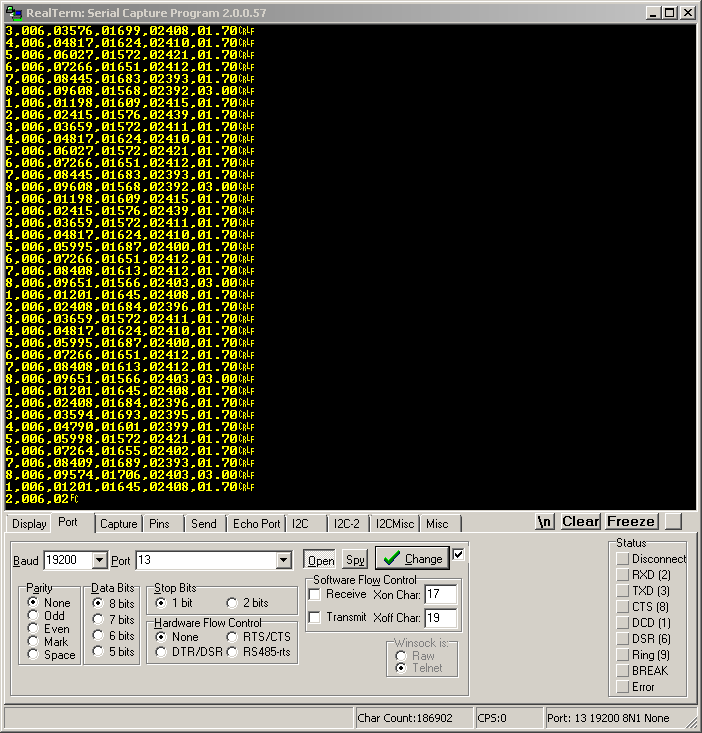 RealTerm: Serial Capture Program 2.0.0.57
3,006,03576,01699,02408,01.70CRLF
4,006,04817,01624,02410,01.70CRLF
5,006,06027,01572,02421,01.70CRLF
6,006,07266,01651,02412,01.70CRLF
7,006,08445,01683,02393,01.70CRLF
8,006,09608,01568,02392,03.00CRLF
1,006,01198,01609,02415,01.70CRLF
2,006,02415,01576,02439,01.70CRLF
3,006,03659,01572,02411,01.70CRLF
4,006,04817,01624,02410,01.70CRLF
5,006,06027,01572,02421,01.70CRLF
6,006,07266,01651,02412,01.70CRLF
7,006,08445,01683,02393,01.70CRLF
8,006,09608,01568,02392,03.00CRLF
1,006,01198,01609,02415,01.70CRLF
2,006,02415,01576,02439,01.70CRLF
3,006,03659,01572,02411,01.70CRLF
4,006,04817,01624,02410,01.70CRLF
5,006,05995,01687,02400,01.70CRLF
6,006,07266,01651,02412,01.70CRLF
7,006,08408,01613,02412,01.70CRLF
8,006,09651,01566,02403,03.00CRLF
1,006,01201,01645,02408,01.70CRLF
2,006,02408,01684,02396,01.70CRLF
3,006,03659,01572,02411,01.70CRLF
4,006,04817,01624,02410,01.70CRLF
5,006,05995,01687,02400,01.70CRLF
6,006,07266,01651,02412,01.70CRLF
7,006,08408,01613,02412,01.70CRLF
8,006,09651,01566,02403,03.00CRLF
1,006,01201,01645,02408,01.70CRLF
2,006,02408,01684,02396,01.70CRLF
3,006,03594,01693,02395,01.70CRLF
4,006,04790,01601,02399,01.70CRLF
5,006,05998,01572,02421,01.70CRLF
6,006,07264,01655,02402,01.70CRLF
7,006,08409,01689,02393,01.70CRLF
8,006,09574,01706,02403,03.00CRLF
1,006,01201,01645,02408,01.70CRLF
2,006,02FC
Display Port Capture Pins Send Echo Port I2C I2C-2 I2CMisc Misc \n Clear Freeze
Baud 19200 Port 13 Open Spy Change
Parity
None
Odd
Even
Mark
Space
Data Bits
8 bits
7 bits
6 bits
5 bits
Stop Bits
1 bit 2 bits
Hardware Flow Control
None RTS/CTS
DTR/DSR RS485-rts
Software Flow Control
Receive Xon Char: 17
Transmit Xoff Char: 19
Winsock is:
Raw
Telnet
Status
Disconnect
RXD (2)
TXD (3)
CTS (8)
DCD (1)
DSR (6)
Ring (9)
BREAK
Error
Char Count:186902 CPS:0 Port: 13 19200 8N1 None